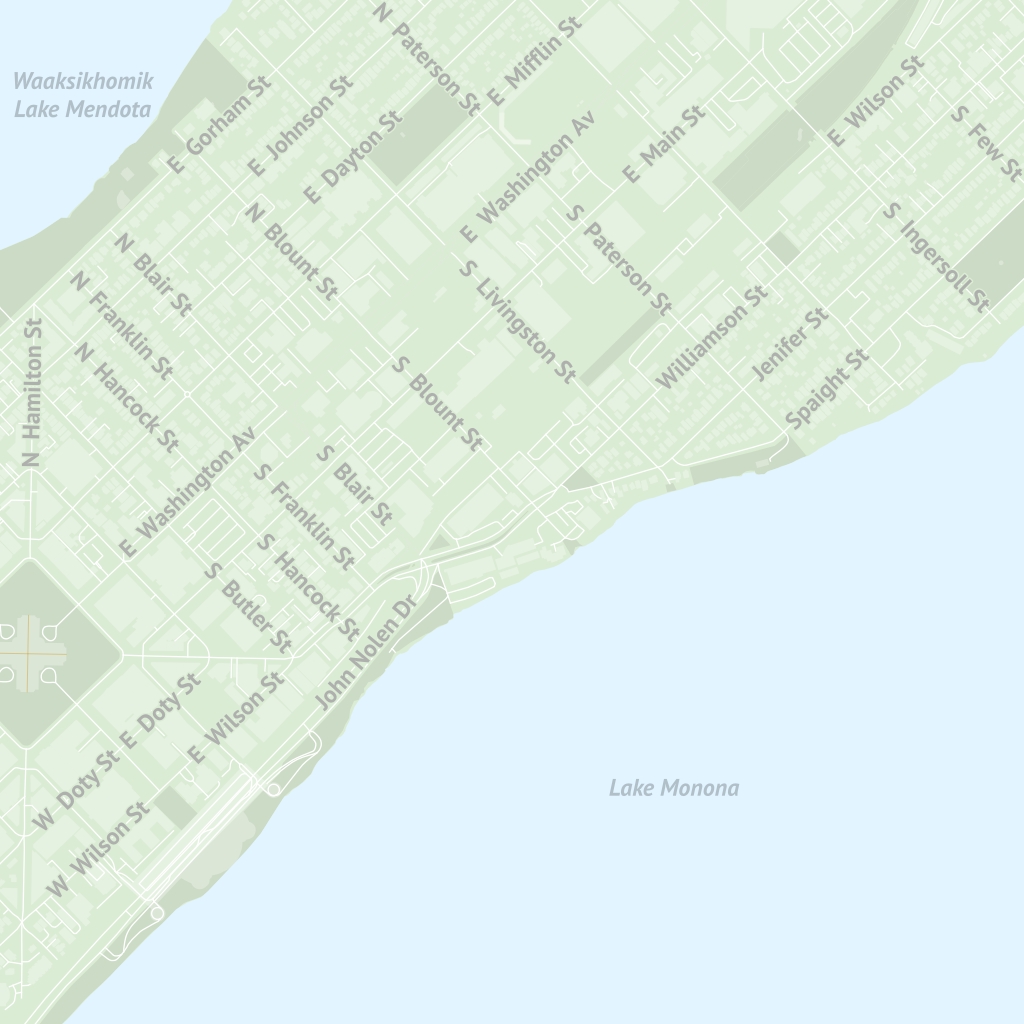 N Paterson St
E Mifflin St
Waaksikhomik
Lake Mendota
E Gorham St
E Johnson St
E Dayton St
E Washington Av
E Main St
E Wilson St
S Few St
N Blount St
S Paterson St
S Ingersoll St
N Blair St
N Franklin St
S Livingston St
Williamson St
Jenifer St
N Hamilton St
N Hancock St
S Blount St
Spaight St
E Washington Av
S Blair St
S Franklin St
S Hancock St
S Butler St
John Nolen Dr
E Doty St
E Wilson St
W Doty St
W Wilson St
Lake Monona